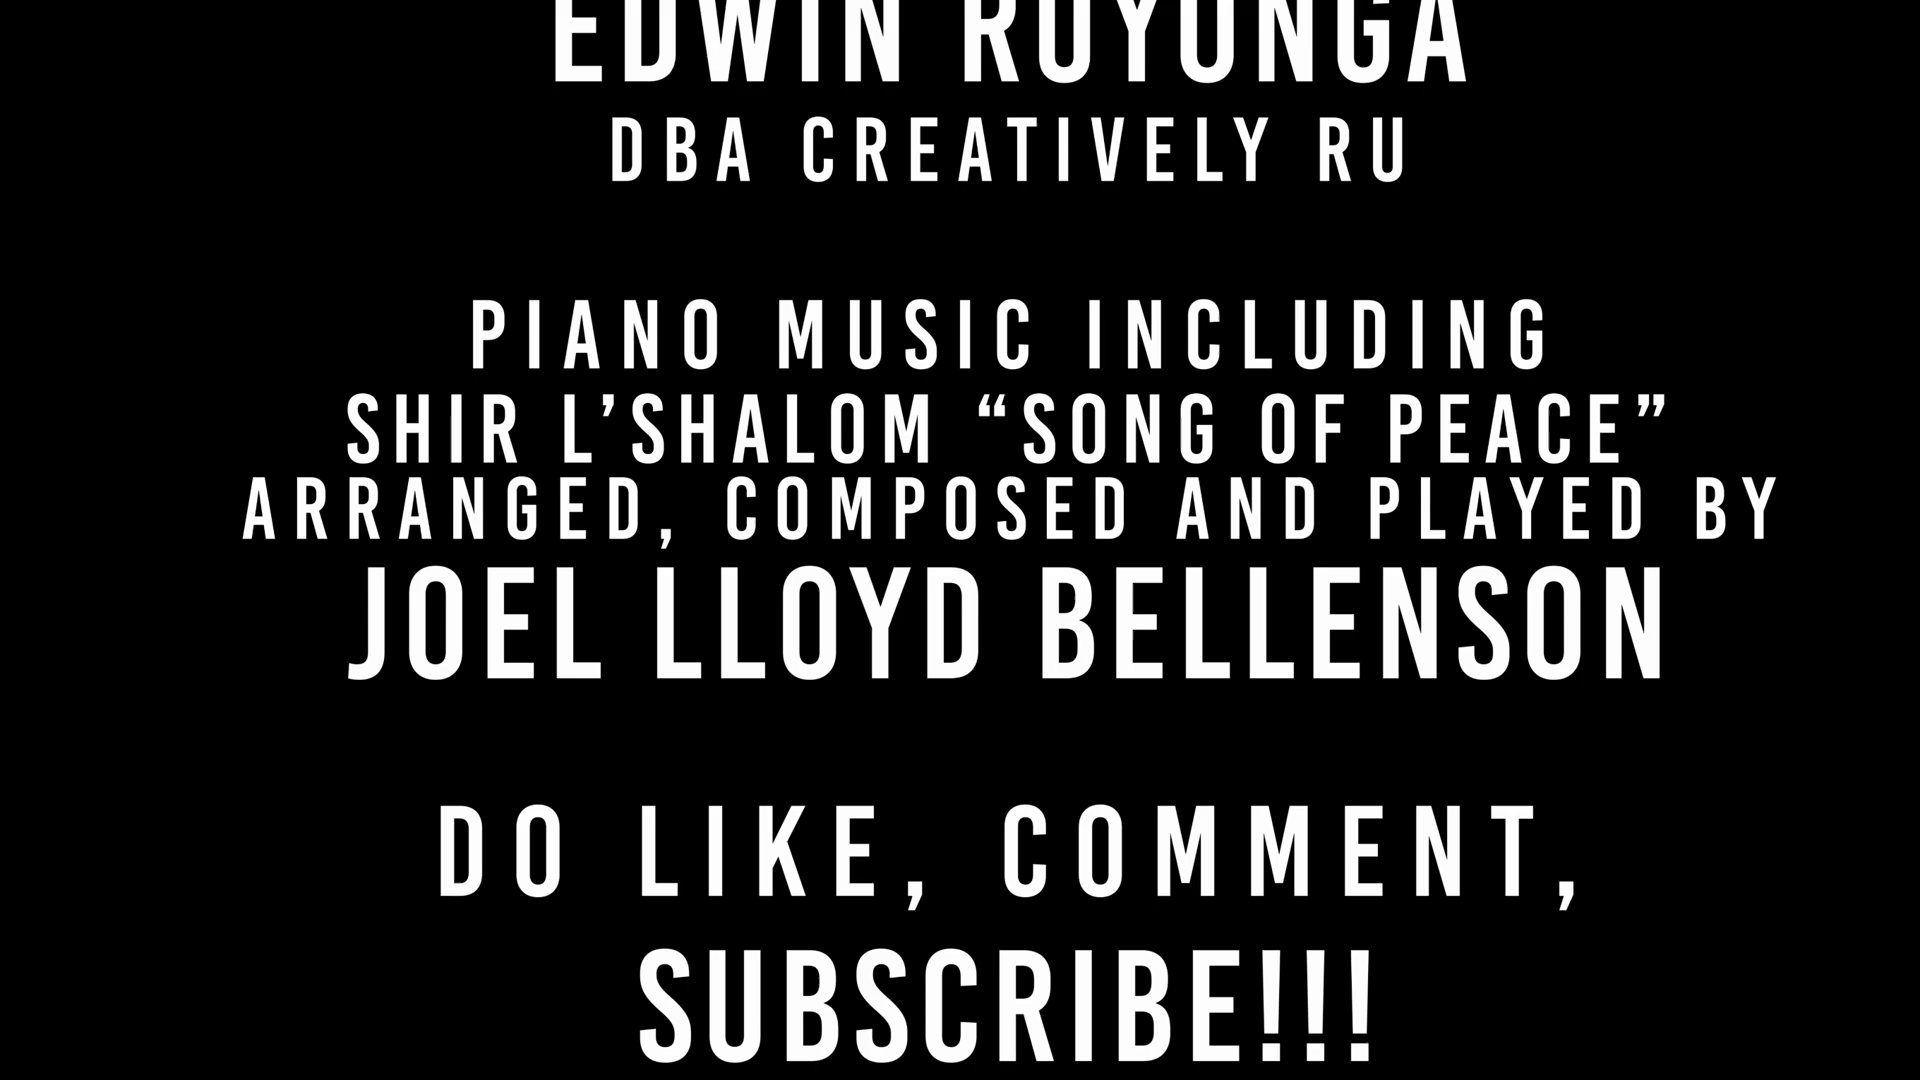 EDWIN RUYONGA
DBA CREATIVELY RU
PIANO MUSIC INCLUDING
SHIR L’SHALOM “SONG OF PEACE”
ARRANGED, COMPOSED AND PLAYED BY
JOEL LLOYD BELLENSON
DO LIKE, COMMENT,
SUBSCRIBE!!!